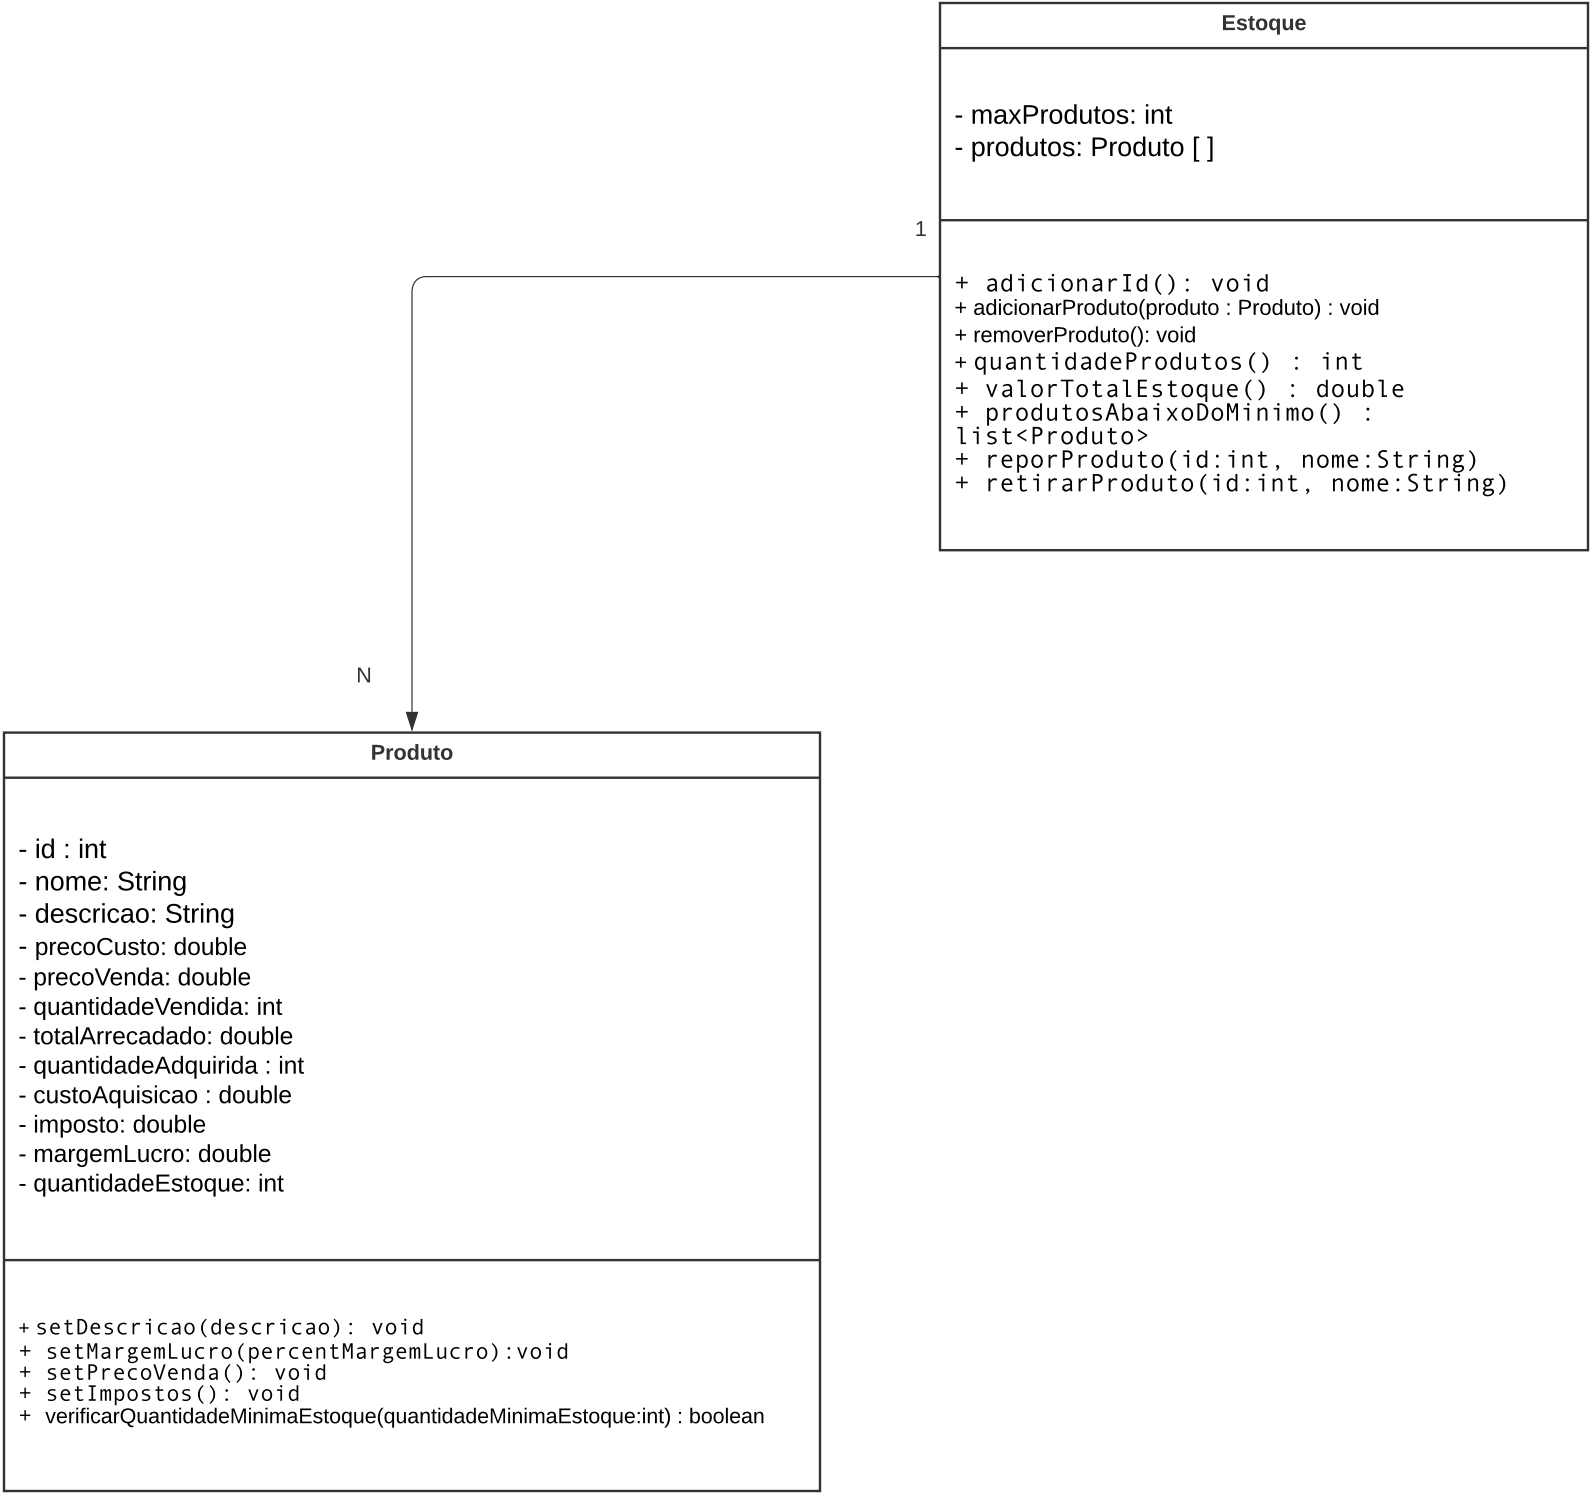 Estoque
- maxProdutos: int
- produtos: Produto [ ]
1
+ adicionarId(): void
+ adicionarProduto(produto : Produto) : void
+ removerProduto(): void
+ quantidadeProdutos() : int
+ valorTotalEstoque() : double
+ produtosAbaixoDoMinimo() :
list<Produto>
+ reporProduto(id:int, nome:String)
+ retirarProduto(id:int, nome:String)
N
Produto
- id : int
- nome: String
- descricao: String
- precoCusto: double
- precoVenda: double
- quantidadeVendida: int
- totalArrecadado: double
- quantidadeAdquirida : int
- custoAquisicao : double
- imposto: double
- margemLucro: double
- quantidadeEstoque: int
+ setDescricao(descricao): void
+ setMargemLucro(percentMargemLucro):void
+ setPrecoVenda(): void
+ setImpostos(): void
+ verificarQuantidadeMinimaEstoque(quantidadeMinimaEstoque:int) : boolean